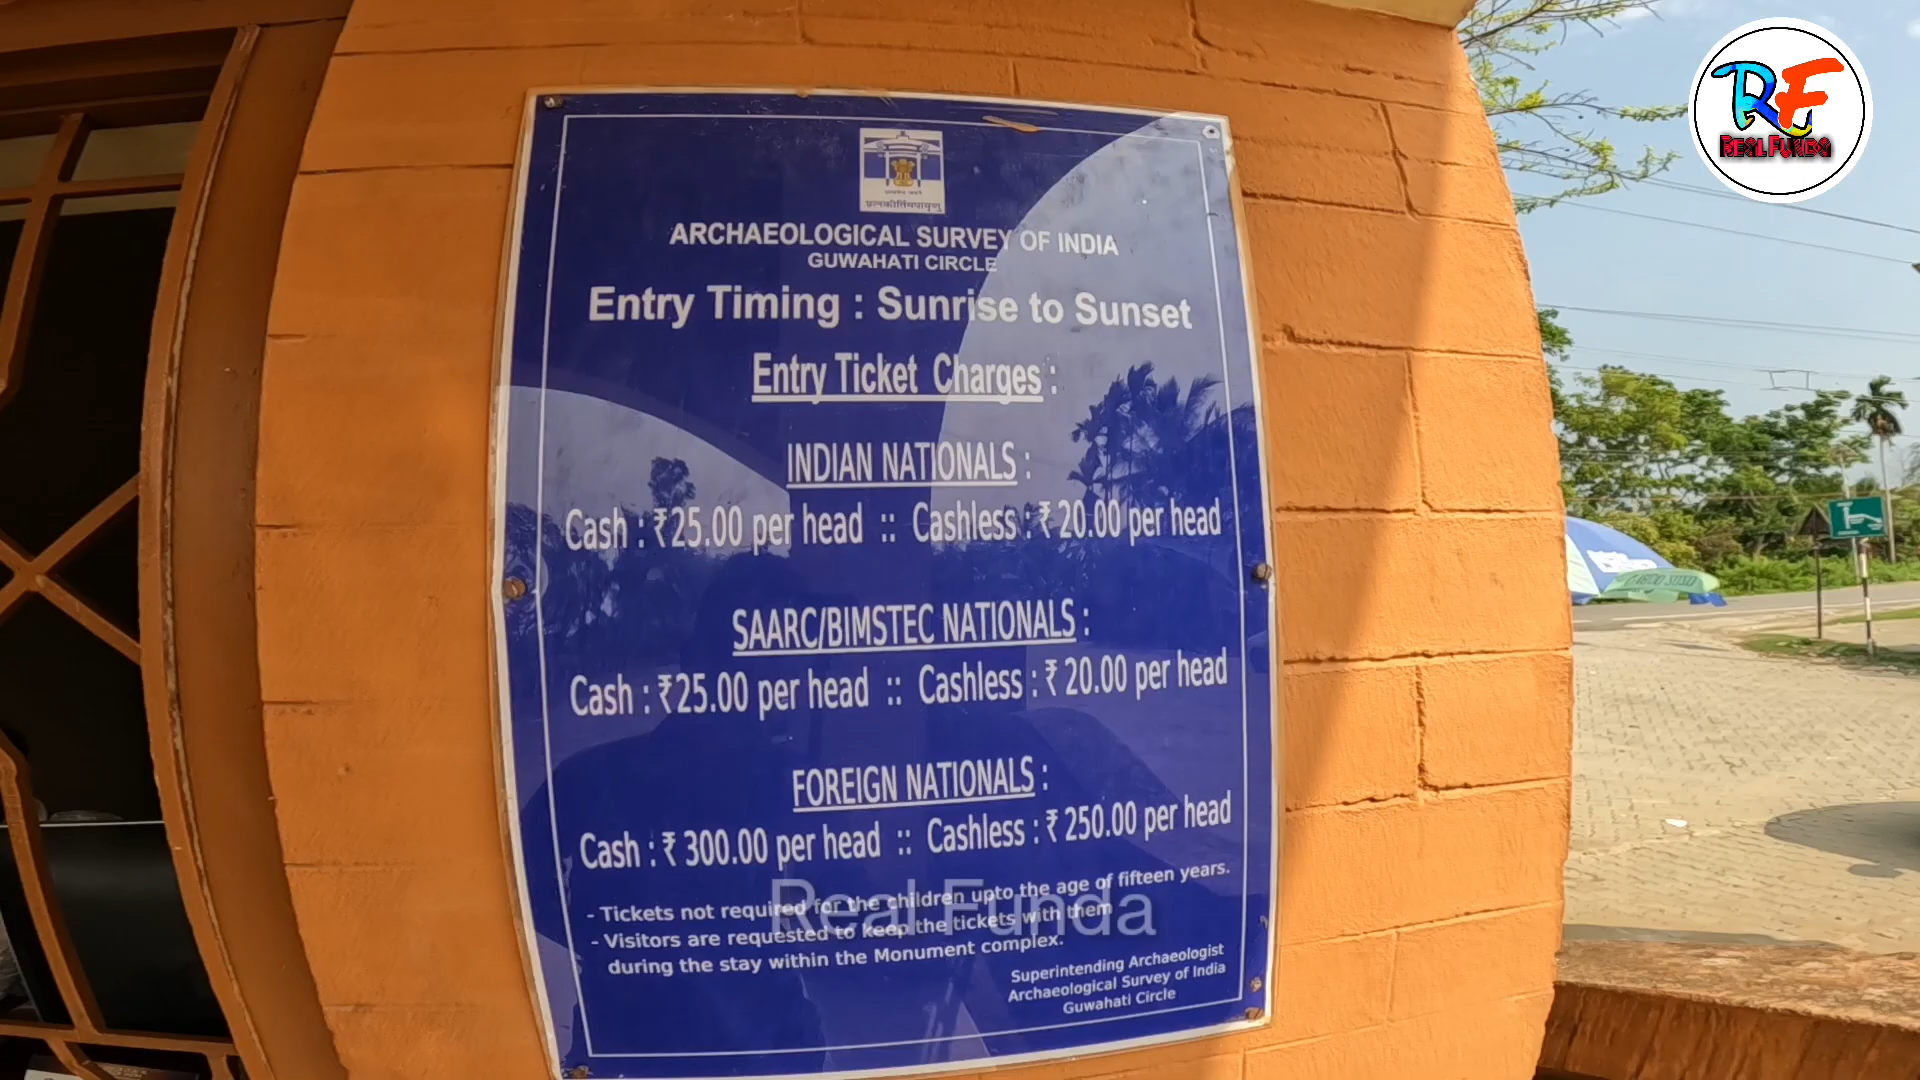 RF
REAL FUNDA
प्रत्नकीर्तिमपावृणु
ARCHAEOLOGICAL SURVEY OF INDIA
GUWAHATI CIRCLE
Entry Timing : Sunrise to Sunset
Entry Ticket Charges :
INDIAN NATIONALS :
Cash : ₹25.00 per head :: Cashless : ₹ 20.00 per head
SAARC/BIMSTEC NATIONALS :
Cash : ₹25.00 per head :: Cashless : ₹ 20.00 per head
FOREIGN NATIONALS :
Cash : ₹ 300.00 per head :: Cashless : ₹ 250.00 per head
- Tickets not required for the children upto the age of fifteen years.
- Visitors are requested to keep the tickets with them
during the stay within the Monument complex.
Real Funda
Superintending Archaeologist
Archaeological Survey of India
Guwahati Circle